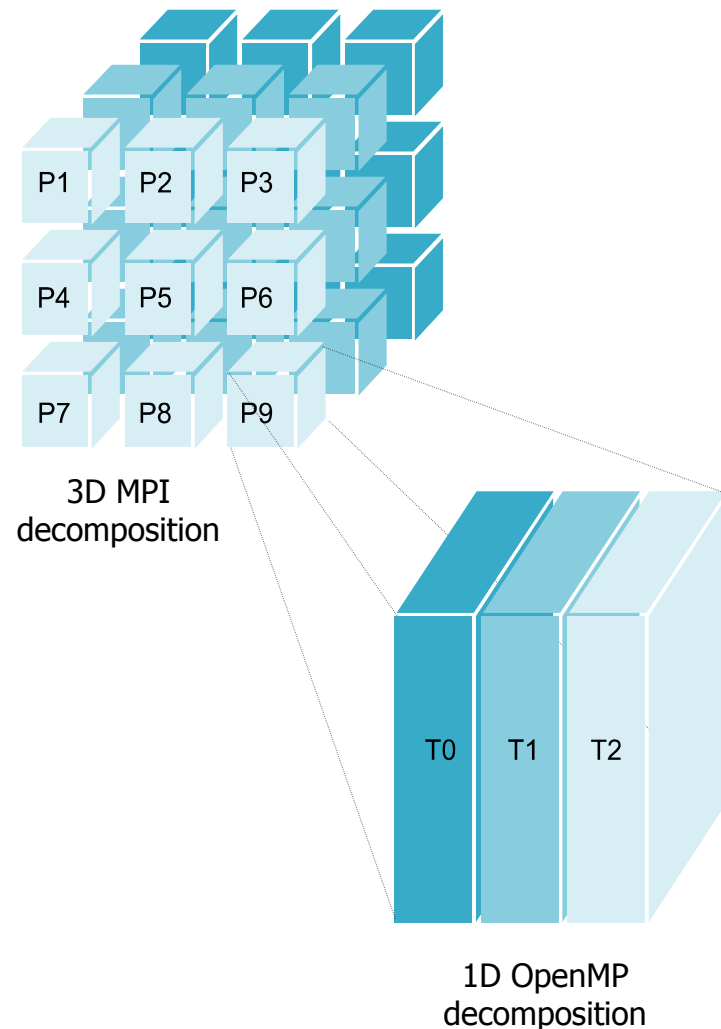 P1 P2 P3
P4 P5 P6
P7 P8 P9
3D MPI
decomposition
T0 T1 T2
1D OpenMP
decomposition